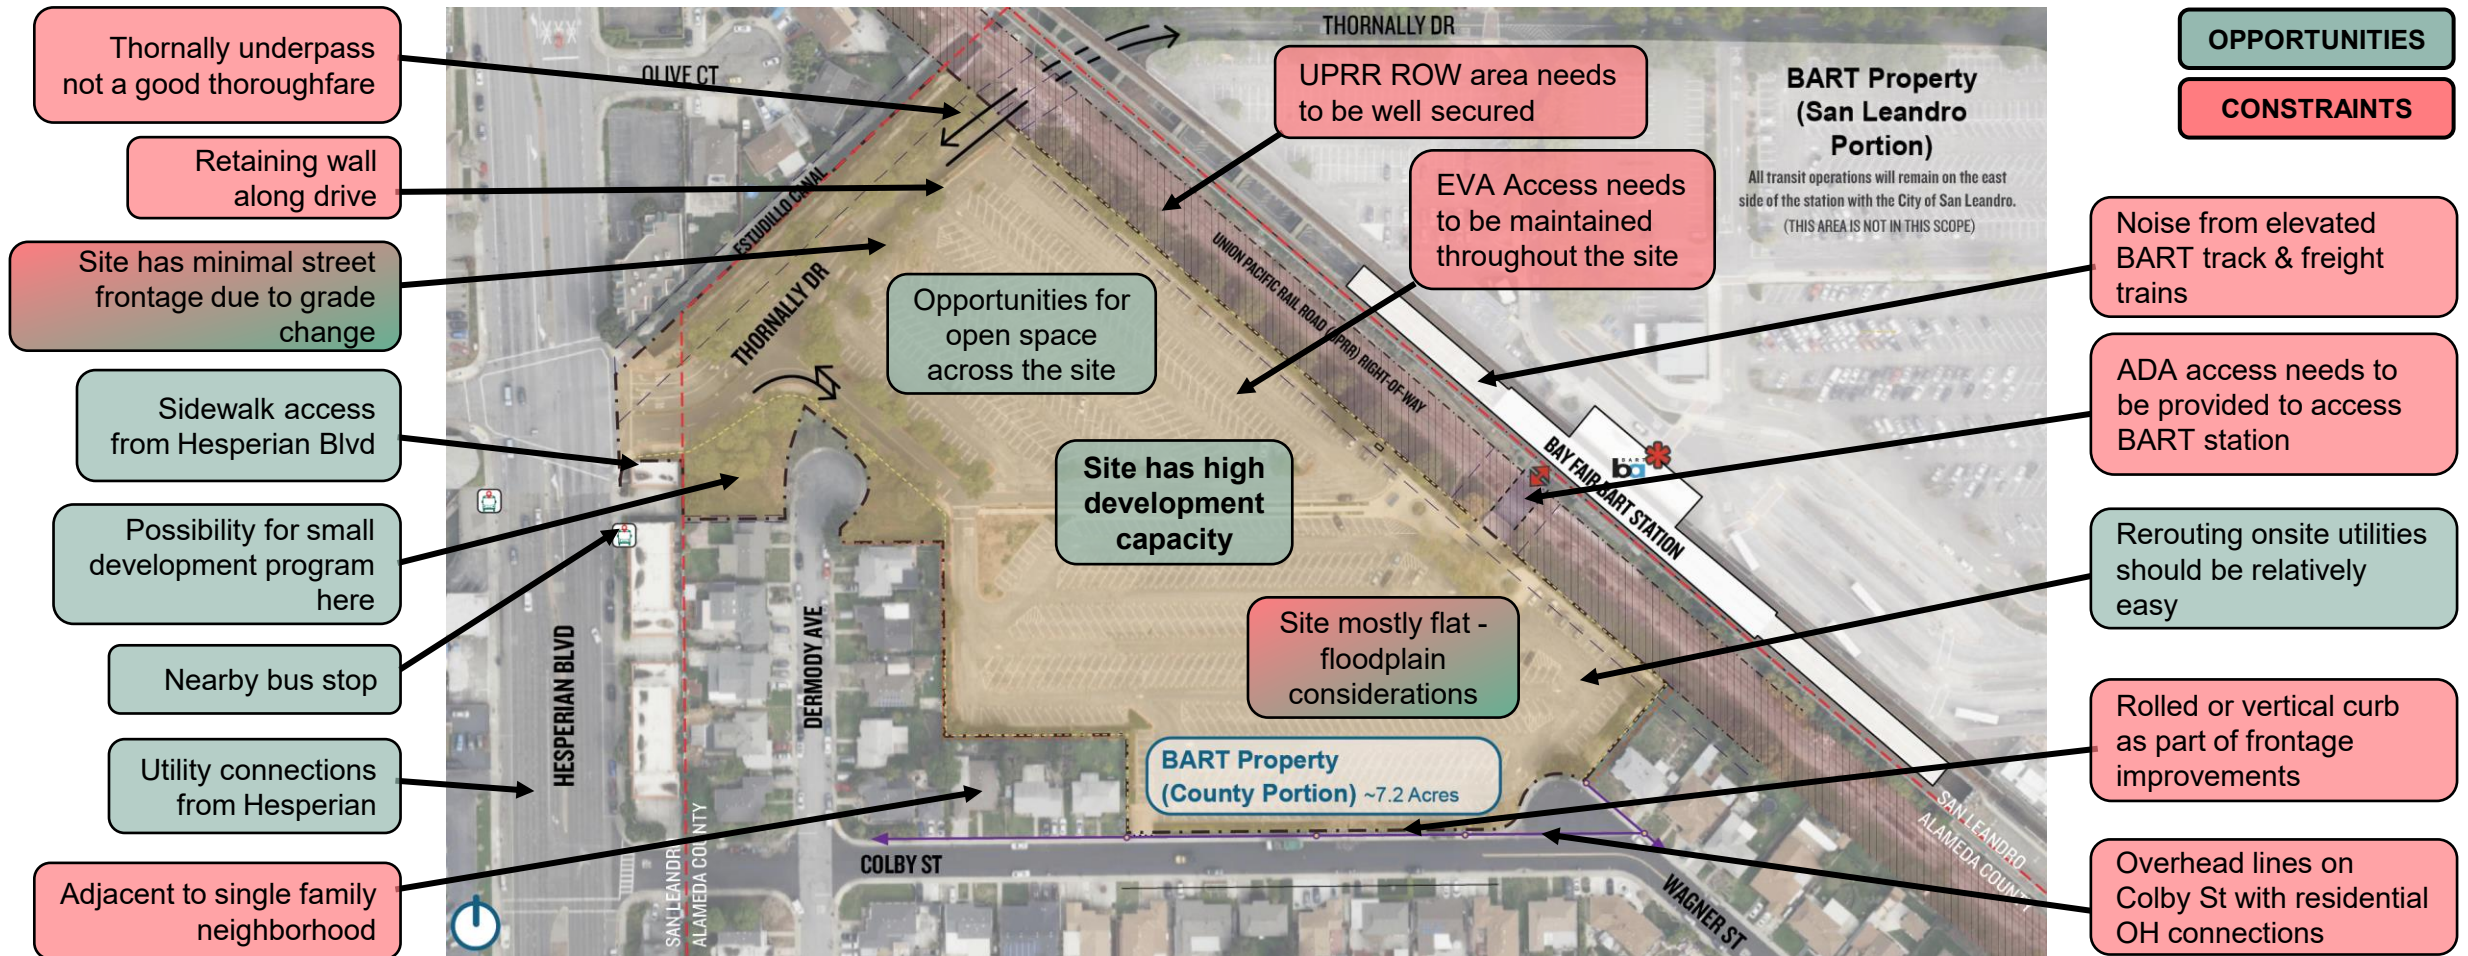 Thornally underpass
not a good thoroughfare
Retaining wall
along drive
Site has minimal street
frontage due to grade
change
Sidewalk access
from Hesperian Blvd
Possibility for small
development program
here
Nearby bus stop
Utility connections
from Hesperian
Adjacent to single family
neighborhood
OLIVE CT
THORNALLY DR
ESTUDILLO CANAL
THORNALLY DR
UPRR ROW area needs
to be well secured
EVA Access needs
to be maintained
throughout the site
Opportunities for
open space
across the site
UNION PACIFIC RAIL ROAD (UPRR) RIGHT-OF-WAY
Site has high
development
capacity
BART
ba
BAY FAIR BART STATION
Site mostly flat -
floodplain
considerations
BART Property
(County Portion) ~7.2 Acres
HESPERIAN BLVD
DERMODY AVE
SAN LEANDRO
ALAMEDA COUNTY
COLBY ST
WAGNER ST
SAN LEANDRO
ALAMEDA COUNTY
BART Property
(San Leandro
Portion)
All transit operations will remain on the east
side of the station with the City of San Leandro.
(THIS AREA IS NOT IN THIS SCOPE)
OPPORTUNITIES
CONSTRAINTS
Noise from elevated
BART track & freight
trains
ADA access needs to
be provided to access
BART station
Rerouting onsite utilities
should be relatively
easy
Rolled or vertical curb
as part of frontage
improvements
Overhead lines on
Colby St with residential
OH connections